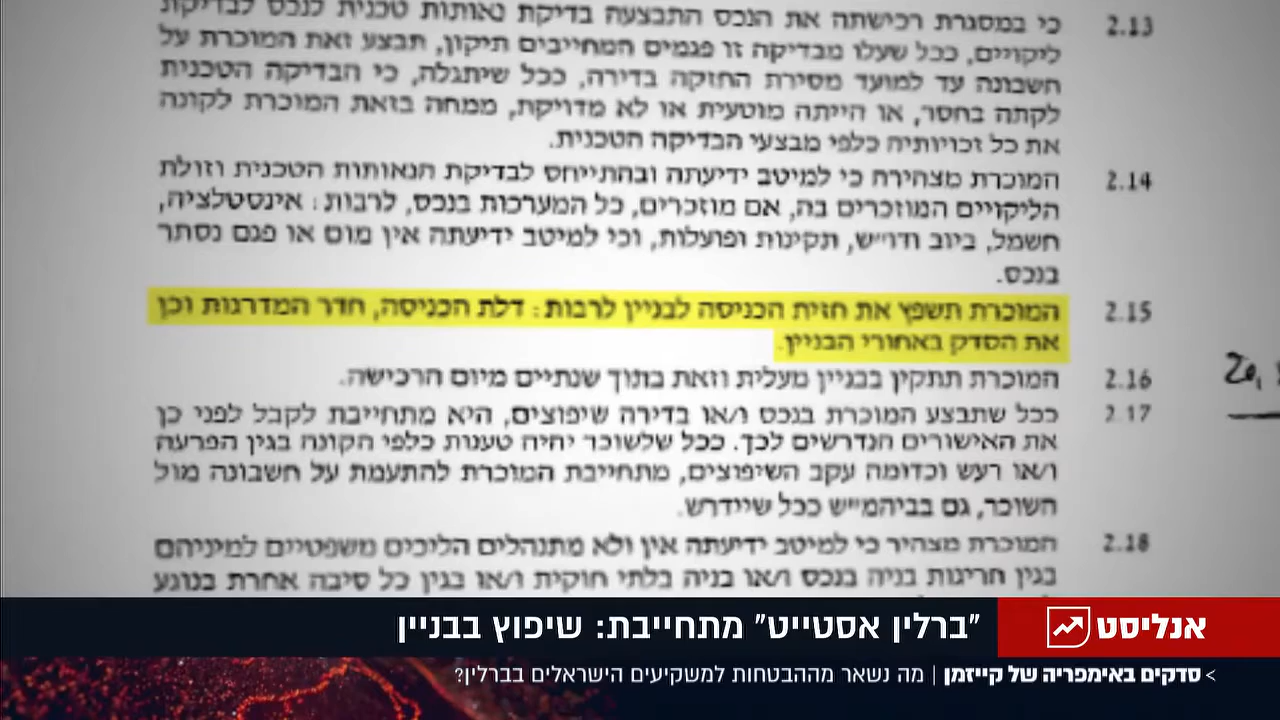 2.13 כי במסגרת רכישתה את הנכס התבצעה בדיקת נאותות טכנית לנכס לבדיקת
ליקויים, ככל שעלו מבדיקה זו פגמים המחייבים תיקון, תבצע זאת המוכרת על
חשבונה עד למועד מסירת החזקה בדירה, ככל שיתגלה, כי הבדיקה הטכנית
לקתה בחסר, או הייתה מוטעית או לא מדויקת, ממחה בזאת המוכרת לקונה
את כל זכויותיה כלפי מבצעי הבדיקה הטכנית.
2.14 המוכרת מצהירה כי למיטב ידיעתה ובהתייחס לבדיקת הנאותות הטכנית וזולת
הליקויים המוזכרים בה, אם מוזכרים, כל המערכות בנכס, לרבות: אינסטלציה,
חשמל, ביוב ודו״ש, תקינות ופועלות, וכי למיטב ידיעתה אין מום או פגם נסתר
בנכס.
2.15 המוכרת תשפץ את חזית הכניסה לבניין לרבות: דלת הכניסה, חדר המדרגות וכן
את הסדק באחורי הבניין.
2.16 המוכרת תתקין בבניין מעלית וזאת בתוך שנתיים מיום הרכישה.
2.17 ככל שתבצע המוכרת בנכס ו/או בדירה שיפוצים, היא מתחייבת לקבל לפני כן
את האישורים הנדרשים לכך. ככל שלשוכר יהיה טענות כלפי הקונה בגין הפרעה
ו/או רעש וכדומה עקב השיפוצים, מתחייבת המוכרת להתעמת על חשבונה מול
השוכר, גם בביהמ״ש ככל שיידרש.
2.18 המוכרת מצהיר כי למיטב ידיעתה אין ולא מתנהלים הליכים משפטיים למיניהם
בגין חריגות בניה בנכס ו/או בניה בלתי חוקית ו/או בגין כל סיבה אחרת בנוגע
אנליסט
"ברלין אסטייט" מתחייבת: שיפוץ בבניין
> סדקים באימפריה של קייזמן | מה נשאר מההבטחות למשקיעים הישראלים בברלין?